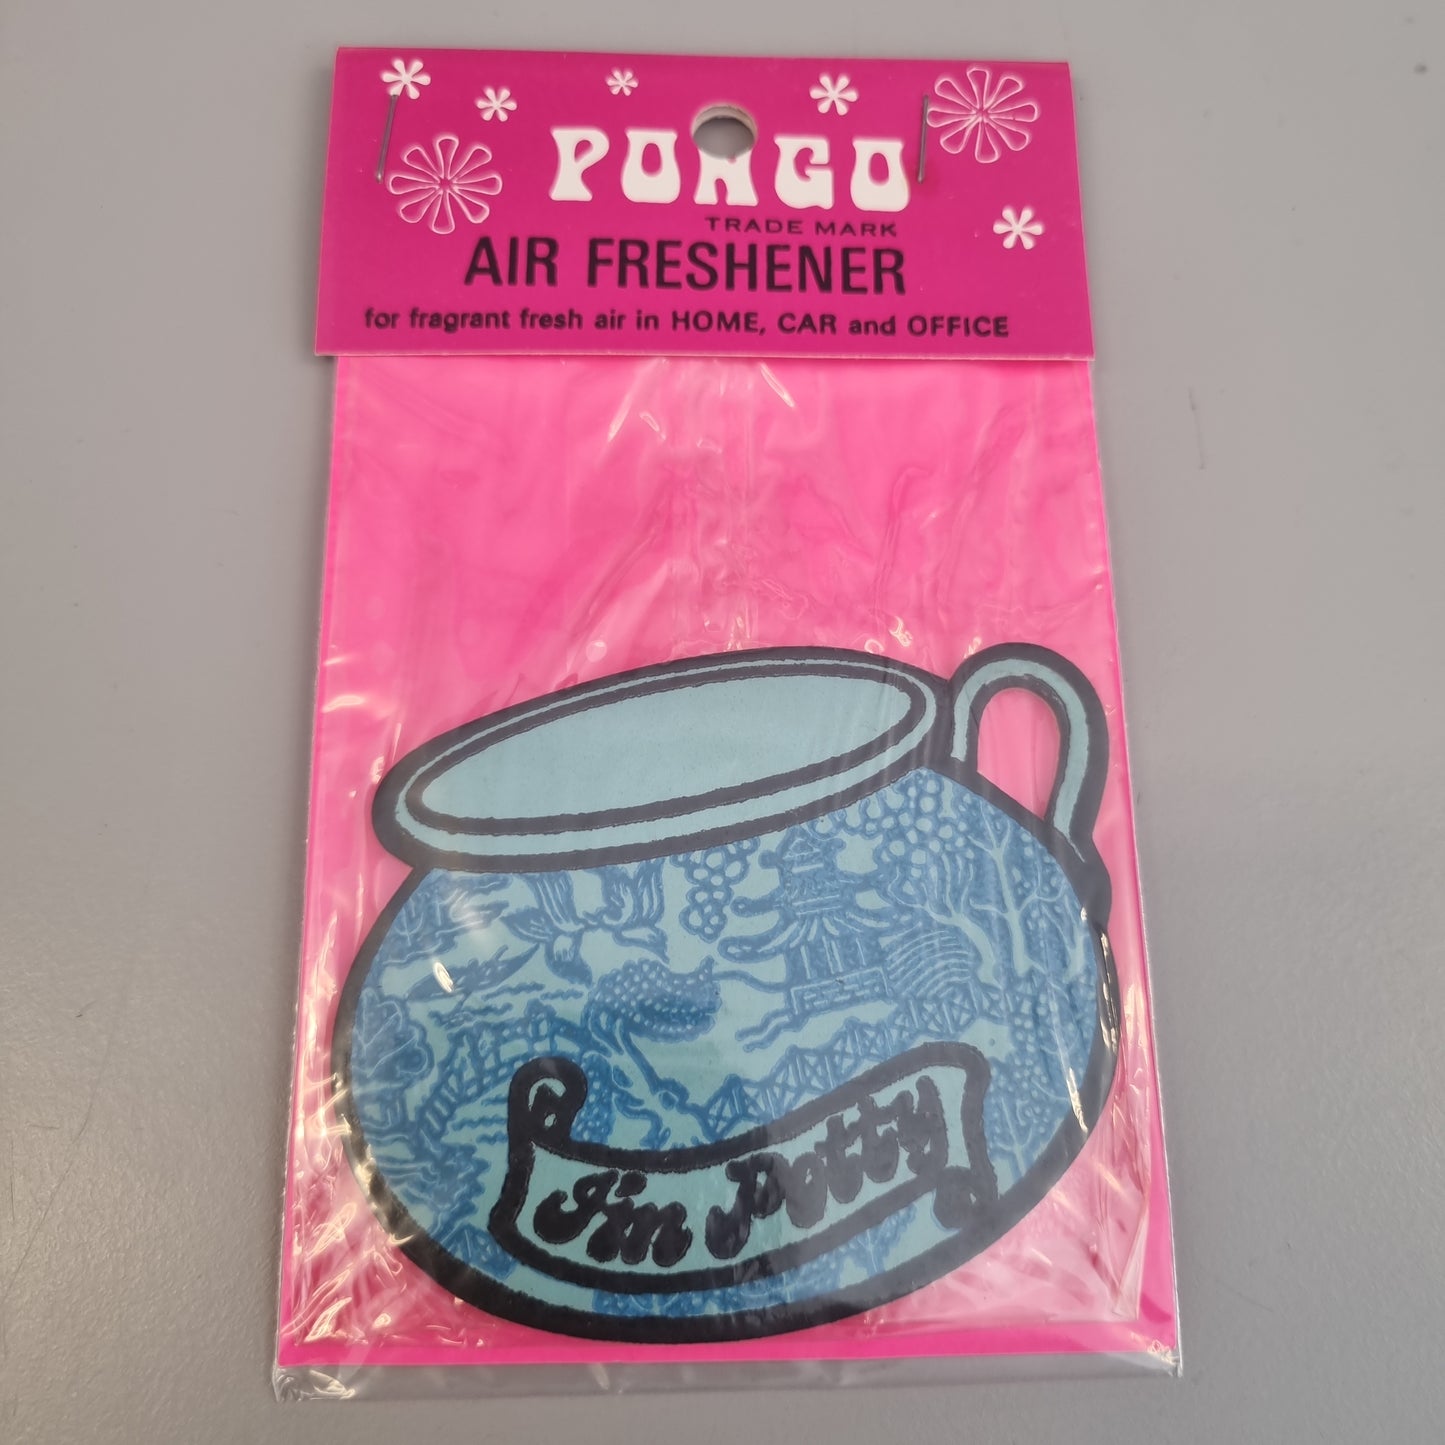 PONGO
TRADE MARK
AIR FRESHENER
for fragrant fresh air in HOME, CAR and OFFICE
I'm Potty